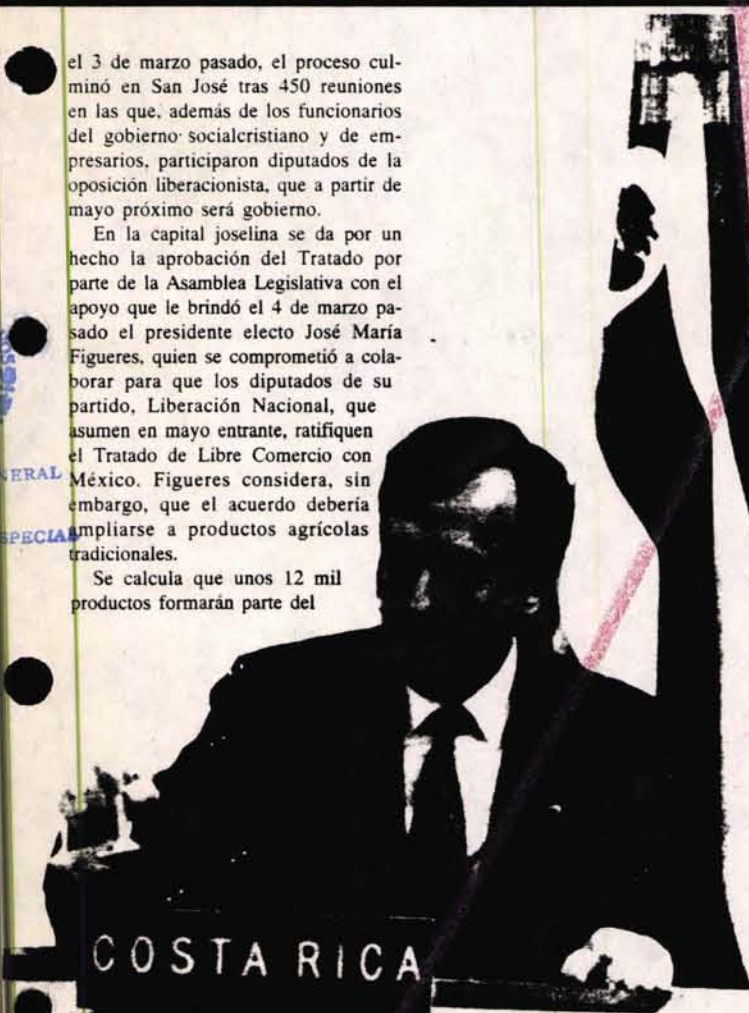 el 3 de marzo pasado, el proceso cul-
minó en San José tras 450 reuniones
en las que, además de los funcionarios
del gobierno socialcristiano y de em-
presarios, participaron diputados de la
oposición liberacionista, que a partir de
mayo próximo será gobierno.
En la capital joselina se da por un
hecho la aprobación del Tratado por
parte de la Asamblea Legislativa con el
apoyo que le brindó el 4 de marzo pa-
sado el presidente electo José María
Figueres, quien se comprometió a cola-
borar para que los diputados de su
partido, Liberación Nacional, que
asumen en mayo entrante, ratifiquen
el Tratado de Libre Comercio con
México. Figueres considera, sin
embargo, que el acuerdo debería
ampliarse a productos agrícolas
tradicionales.
Se calcula que unos 12 mil
productos formarán parte del
NERAL
SPECIAL
COSTA RICA